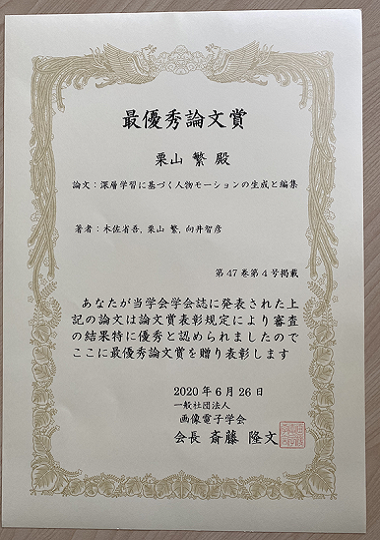 最優秀論文賞
栗山 繁 殿
論文：深層学習に基づく人物モーションの生成と編集
著者：木佐省吾, 栗山 繁, 向井智彦
第47巻第4号掲載
あなたが当学会学会誌に発表された上
記の論文は論文賞表彰規定により審査
の結果特に優秀と認められましたので
ここに最優秀論文賞を贈り表彰します
2020年6月26日
一般社団法人
画像電子学会
会長 斎藤 隆文